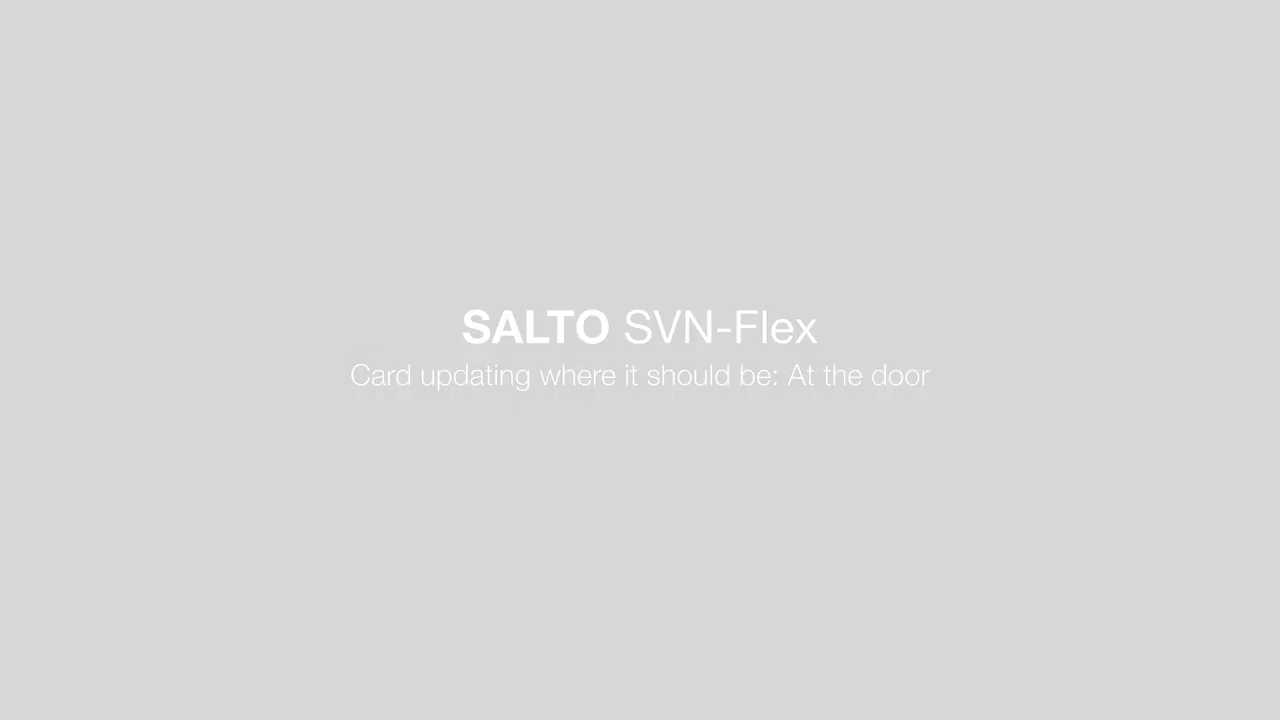 SALTO SVN-Flex
Card updating where it should be: At the door